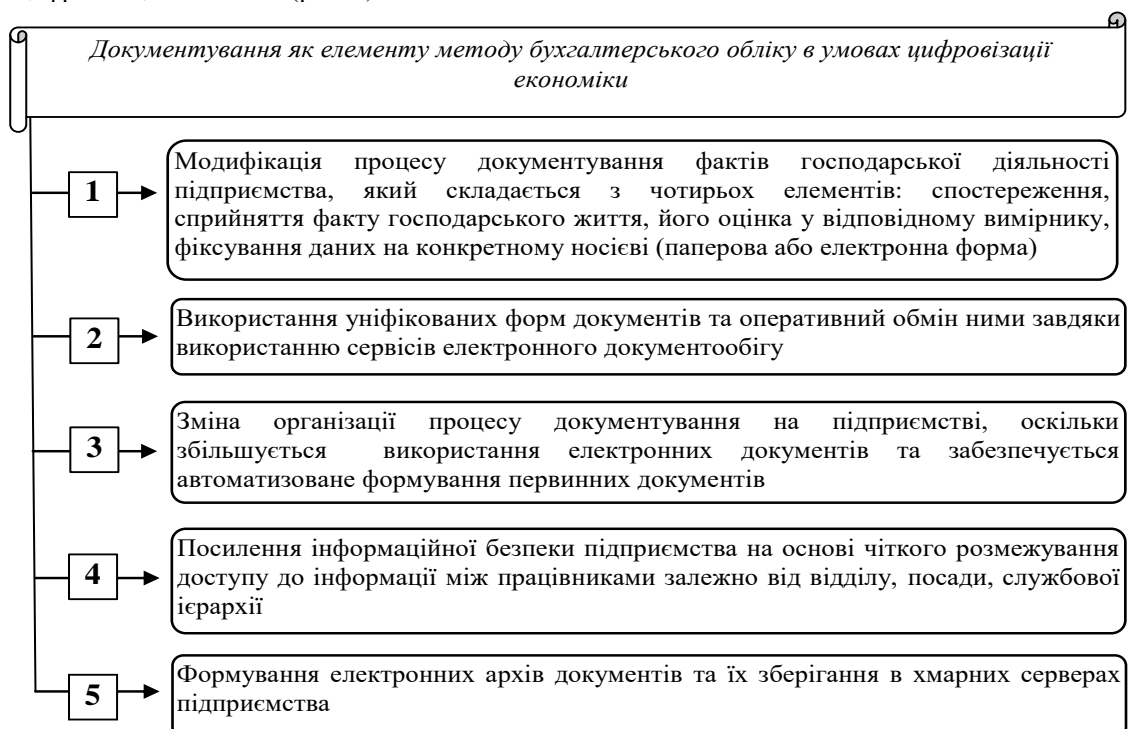 Документування як елементу методу бухгалтерського обліку в умовах цифровізації
економіки
1
Модифікація процесу документування фактів господарської діяльності
підприємства, який складається з чотирьох елементів: спостереження,
сприйняття факту господарського життя, його оцінка у відповідному вимірнику,
фіксування даних на конкретному носієві (паперова або електронна форма)
2
Використання уніфікованих форм документів та оперативний обмін ними завдяки
використанню сервісів електронного документообігу
3
Зміна організації процесу документування на підприємстві, оскільки
збільшується використання електронних документів та забезпечується
автоматизоване формування первинних документів
4
Посилення інформаційної безпеки підприємства на основі чіткого розмежування
доступу до інформації між працівниками залежно від відділу, посади, службової
ієрархії
5
Формування електронних архів документів та їх зберігання в хмарних серверах
підприємства